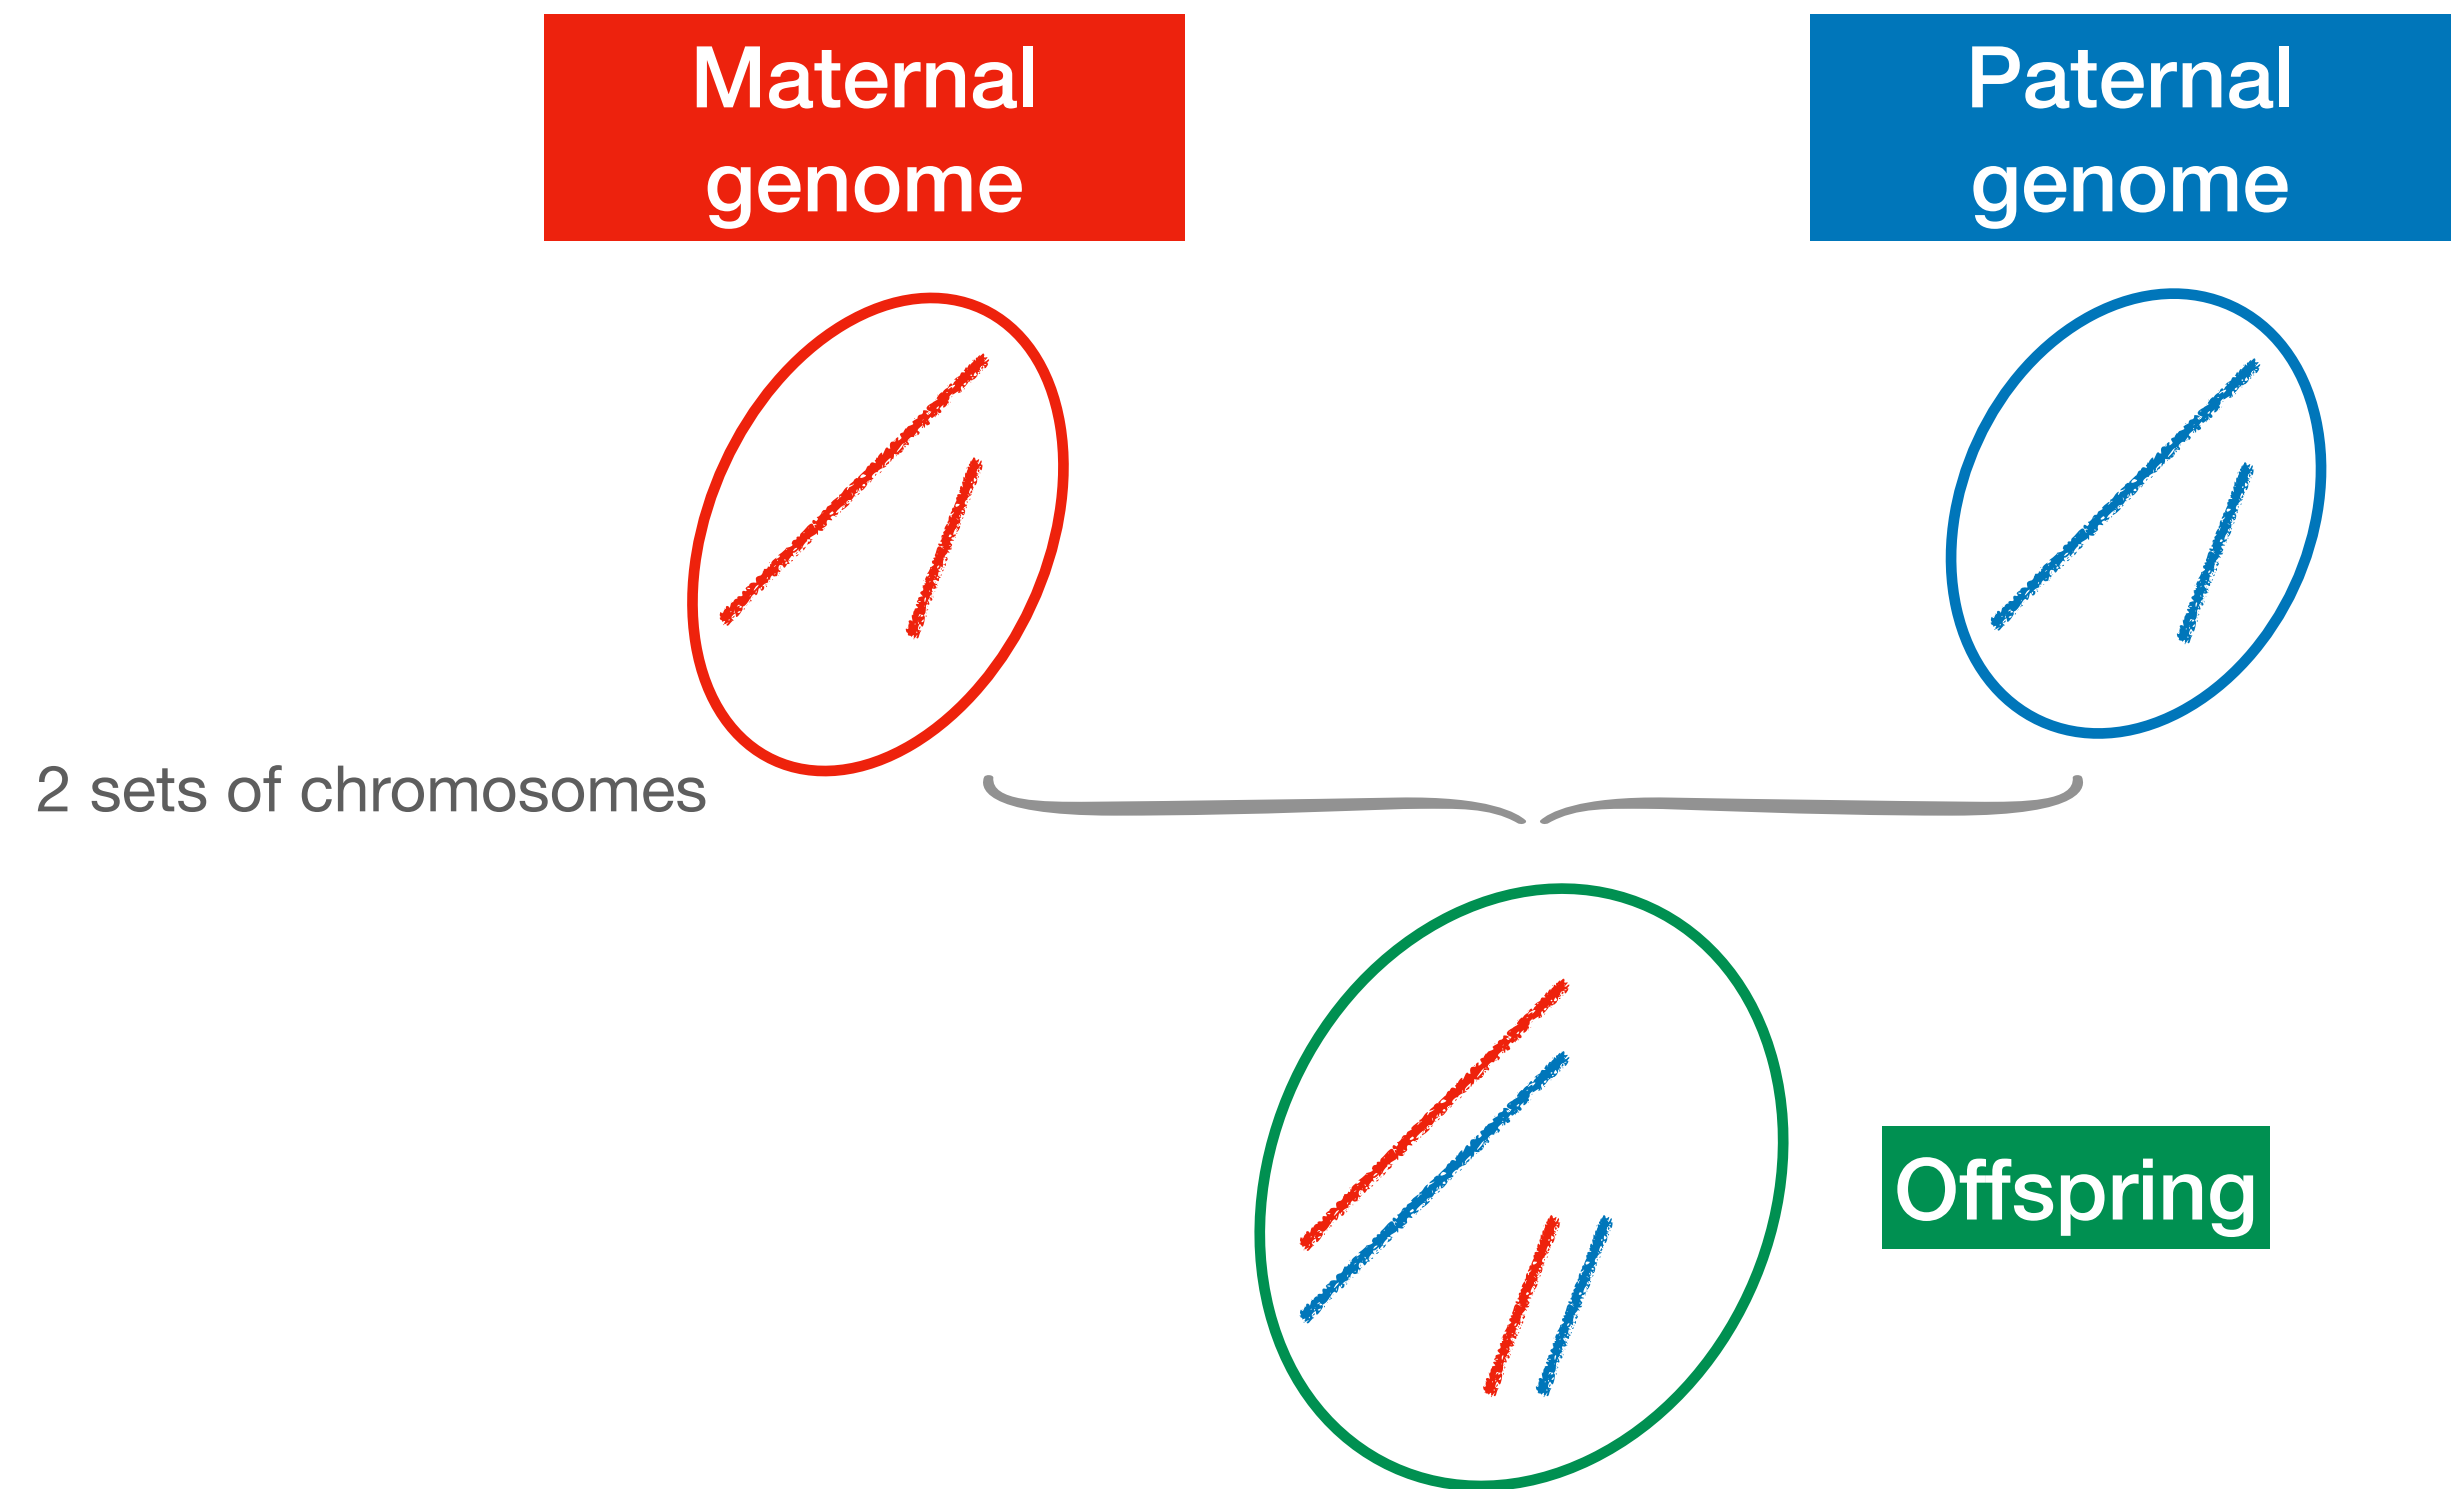 Maternal
genome
Paternal
genome
2 sets of chromosomes
Offspring